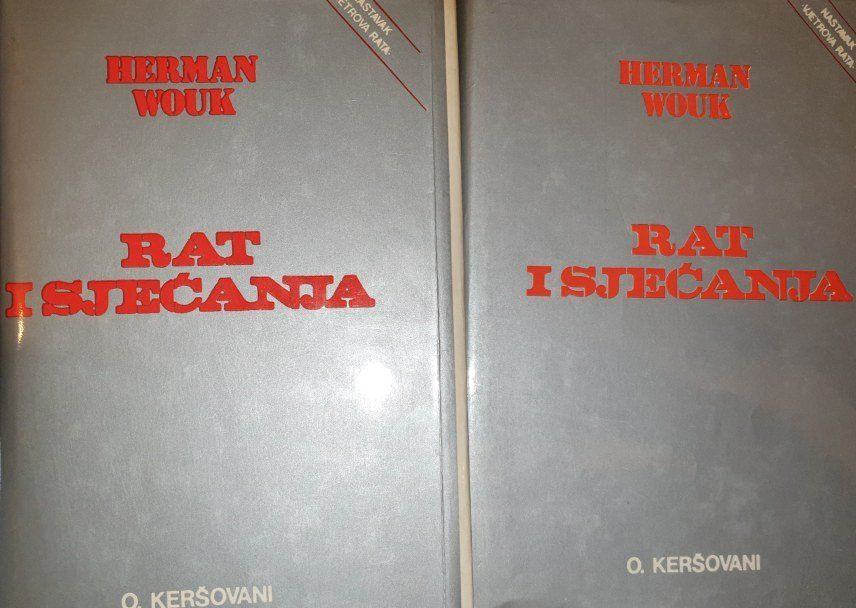 NASTAVAK
VJETROVA RATA-
HERMAN
WOUK
RAT
I SJEĆANJA
O. KERŠOVANI
NASTAVAK
VJETROVA RATA-
HERMAN
WOUK
RAT
I SJEĆANJA
O. KERŠOVANI